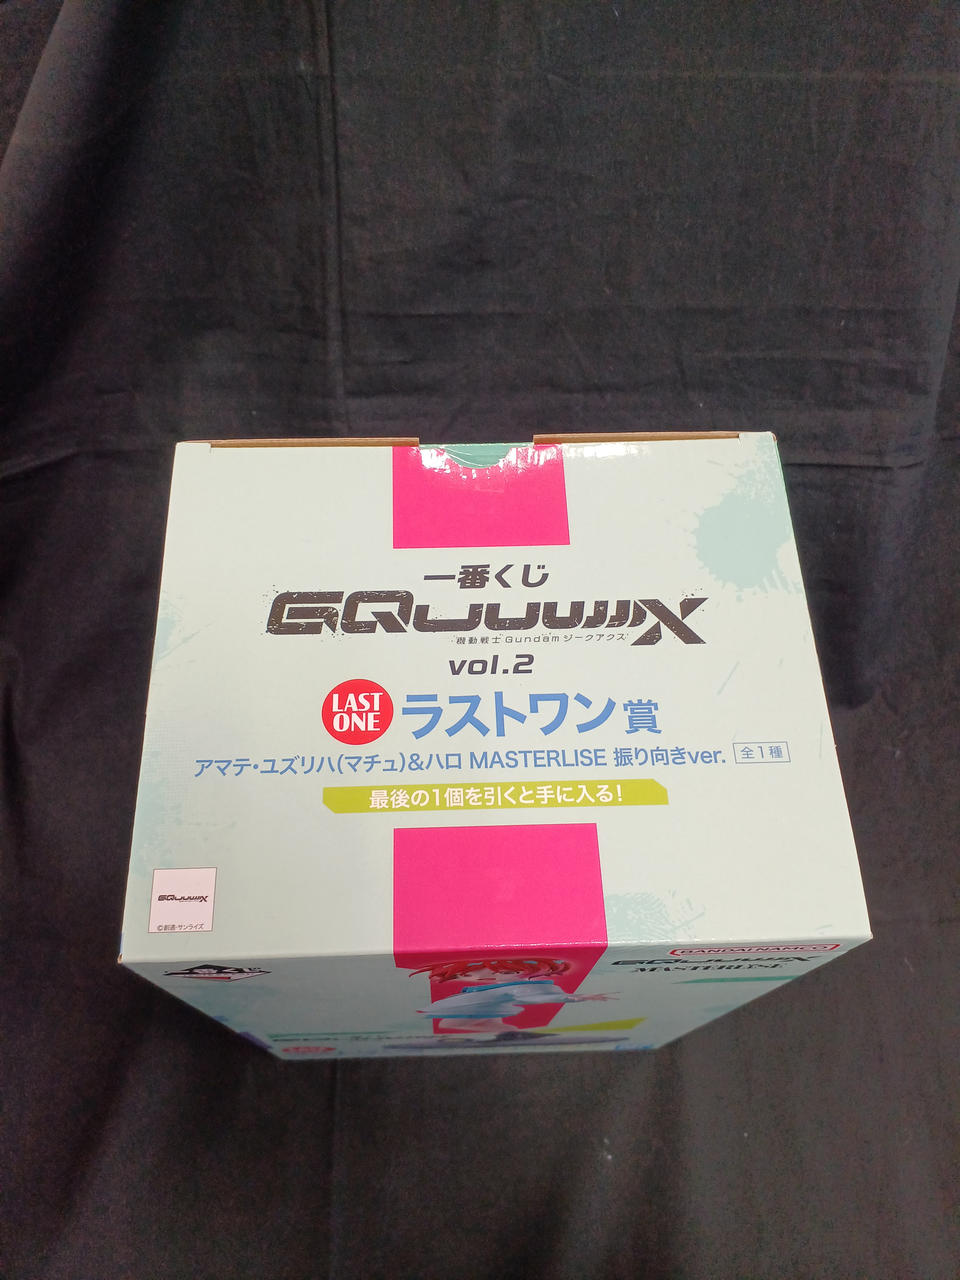 一番くじ
GQuuuuuuX
機動戦士Gundamジークアクス
vol.2
LAST ONE ラストワン賞
アマテ・ユズリハ(マチュ)&ハロ MASTERLISE 振り向きver. 全1種
最後の1個を引くと手に入る!
GQuuuuuuX
©創通・サンライズ
BANDAI NAMCO
GQuuuuuuX
MASTERLISE